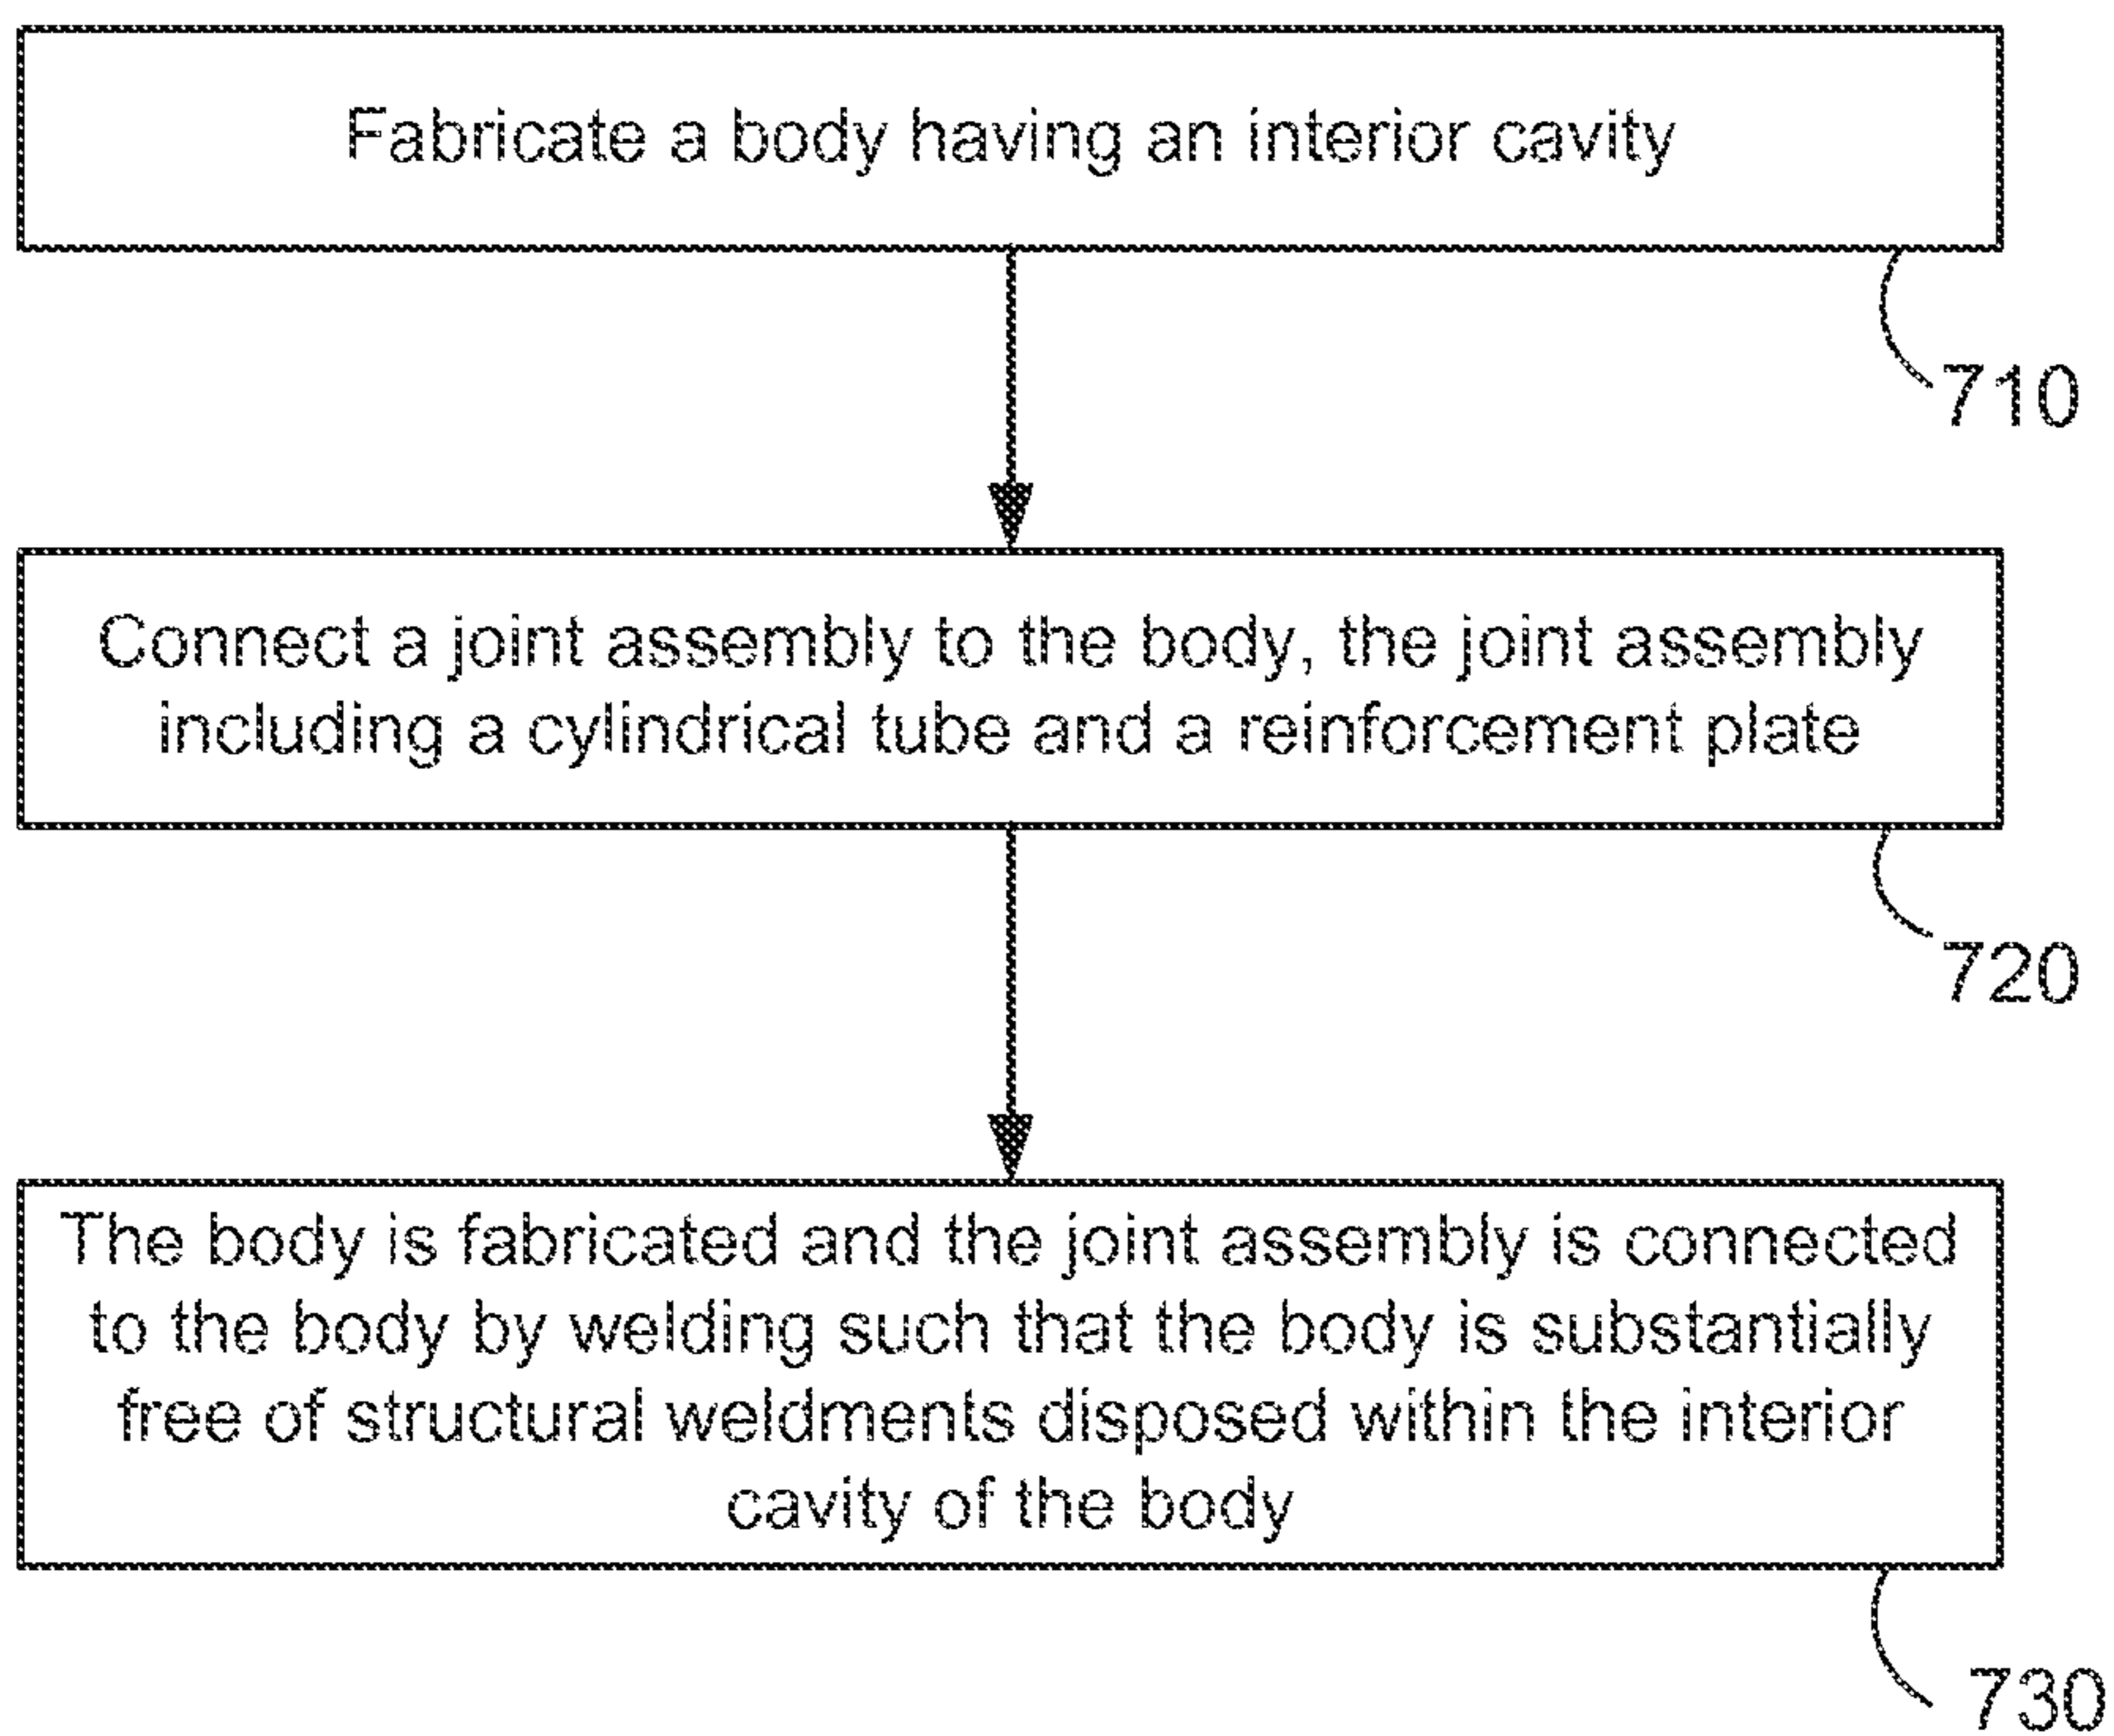 Fabricate a body having an interior cavity
710
Connect a joint assembly to the body, the joint assembly
including a cylindrical tube and a reinforcement plate
720
The body is fabricated and the joint assembly is connected
to the body by welding such that the body is substantially
free of structural weldments disposed within the interior
cavity of the body
730